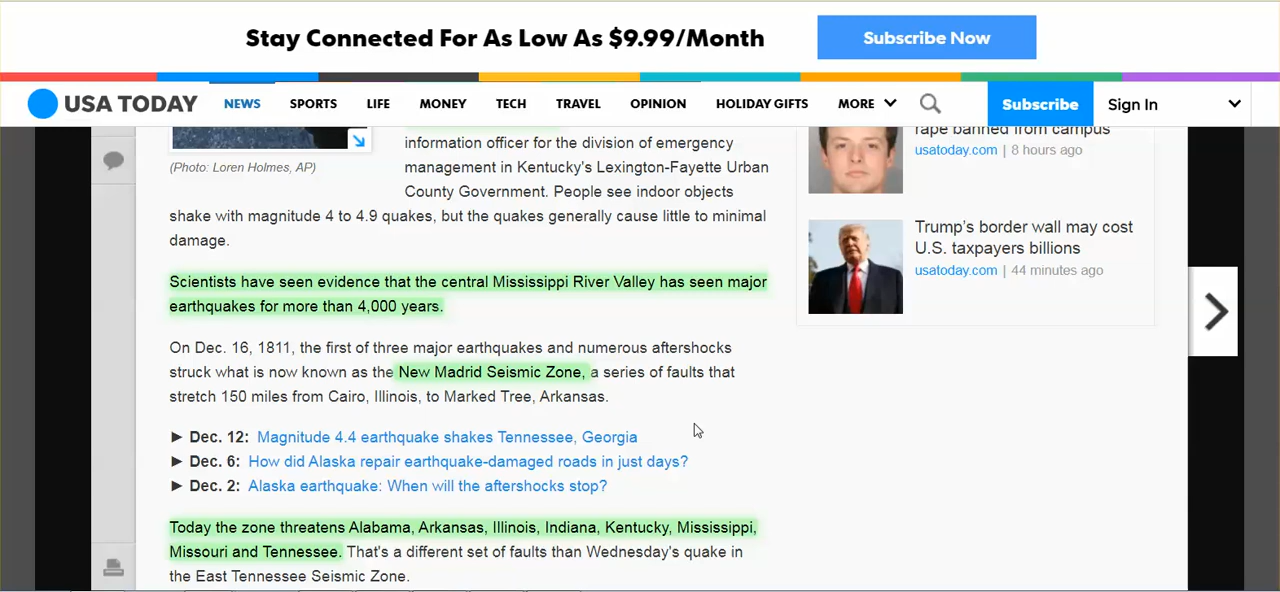 Stay Connected For As Low As $9.99/Month
Subscribe Now
USA TODAY
NEWS
SPORTS
LIFE
MONEY
TECH
TRAVEL
OPINION
HOLIDAY GIFTS
MORE
Subscribe
Sign In
(Photo: Loren Holmes, AP)
information officer for the division of emergency
management in Kentucky's Lexington-Fayette Urban
County Government. People see indoor objects
shake with magnitude 4 to 4.9 quakes, but the quakes generally cause little to minimal
damage.
Scientists have seen evidence that the central Mississippi River Valley has seen major
earthquakes for more than 4,000 years.
On Dec. 16, 1811, the first of three major earthquakes and numerous aftershocks
struck what is now known as the New Madrid Seismic Zone, a series of faults that
stretch 150 miles from Cairo, Illinois, to Marked Tree, Arkansas.
► Dec. 12: Magnitude 4.4 earthquake shakes Tennessee, Georgia
► Dec. 6: How did Alaska repair earthquake-damaged roads in just days?
► Dec. 2: Alaska earthquake: When will the aftershocks stop?
Today the zone threatens Alabama, Arkansas, Illinois, Indiana, Kentucky, Mississippi,
Missouri and Tennessee. That's a different set of faults than Wednesday's quake in
the East Tennessee Seismic Zone.
rape banned from campus
usatoday.com | 8 hours ago
Trump's border wall may cost
U.S. taxpayers billions
usatoday.com | 44 minutes ago